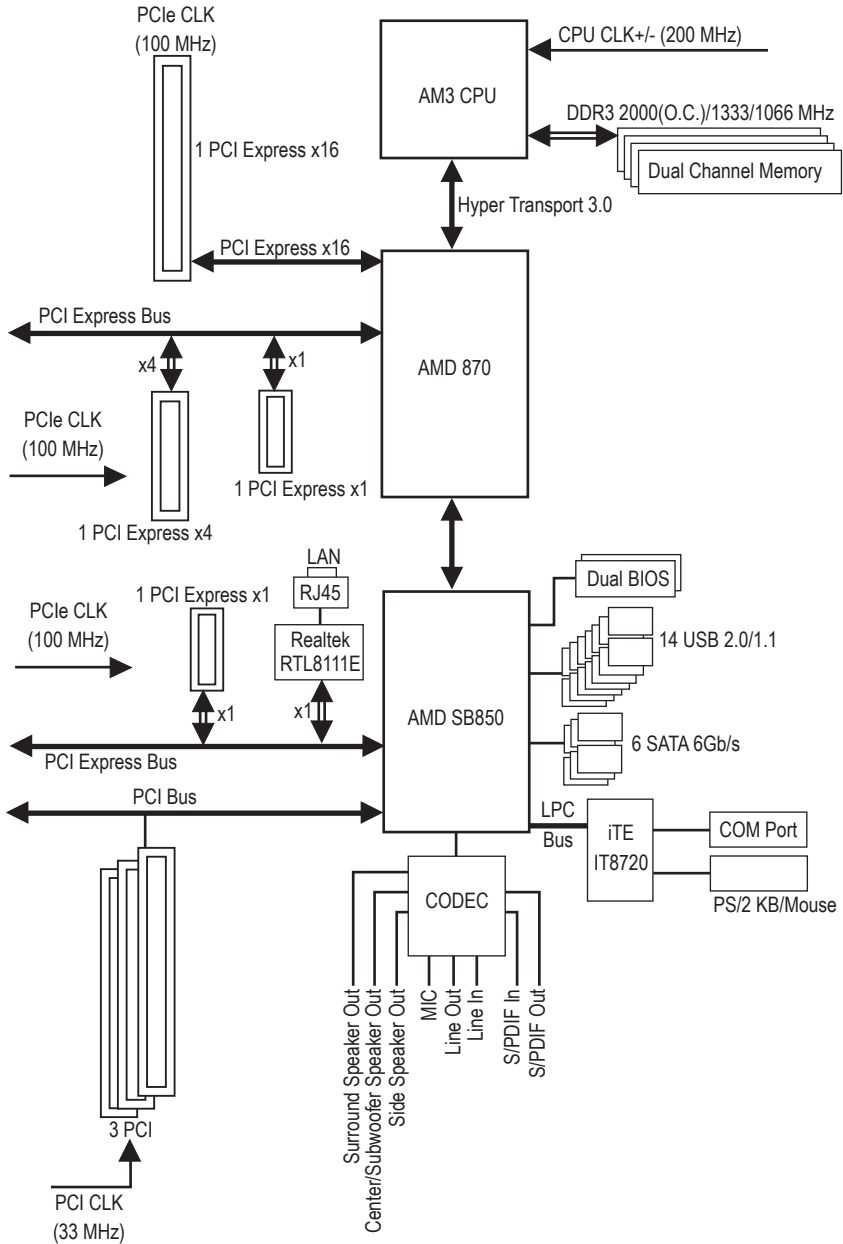 PCIe CLK
(100 MHz)
1 PCI Express x16
AM3 CPU
CPU CLK+/- (200 MHz)
DDR3 2000(O.C.)/1333/1066 MHz
Dual Channel Memory
Hyper Transport 3.0
PCI Express x16
PCI Express Bus
x4
x1
AMD 870
PCIe CLK
(100 MHz)
1 PCI Express x1
1 PCI Express x4
LAN
RJ45
1 PCI Express x1
PCIe CLK
(100 MHz)
Realtek
RTL8111E
x1
x1
Dual BIOS
14 USB 2.0/1.1
AMD SB850
6 SATA 6Gb/s
PCI Express Bus
PCI Bus
LPC
Bus
iTE
IT8720
COM Port
PS/2 KB/Mouse
CODEC
Surround Speaker Out
Center/Subwoofer Speaker Out
Side Speaker Out
MIC
Line Out
Line In
S/PDIF In
S/PDIF Out
3 PCI
PCI CLK
(33 MHz)